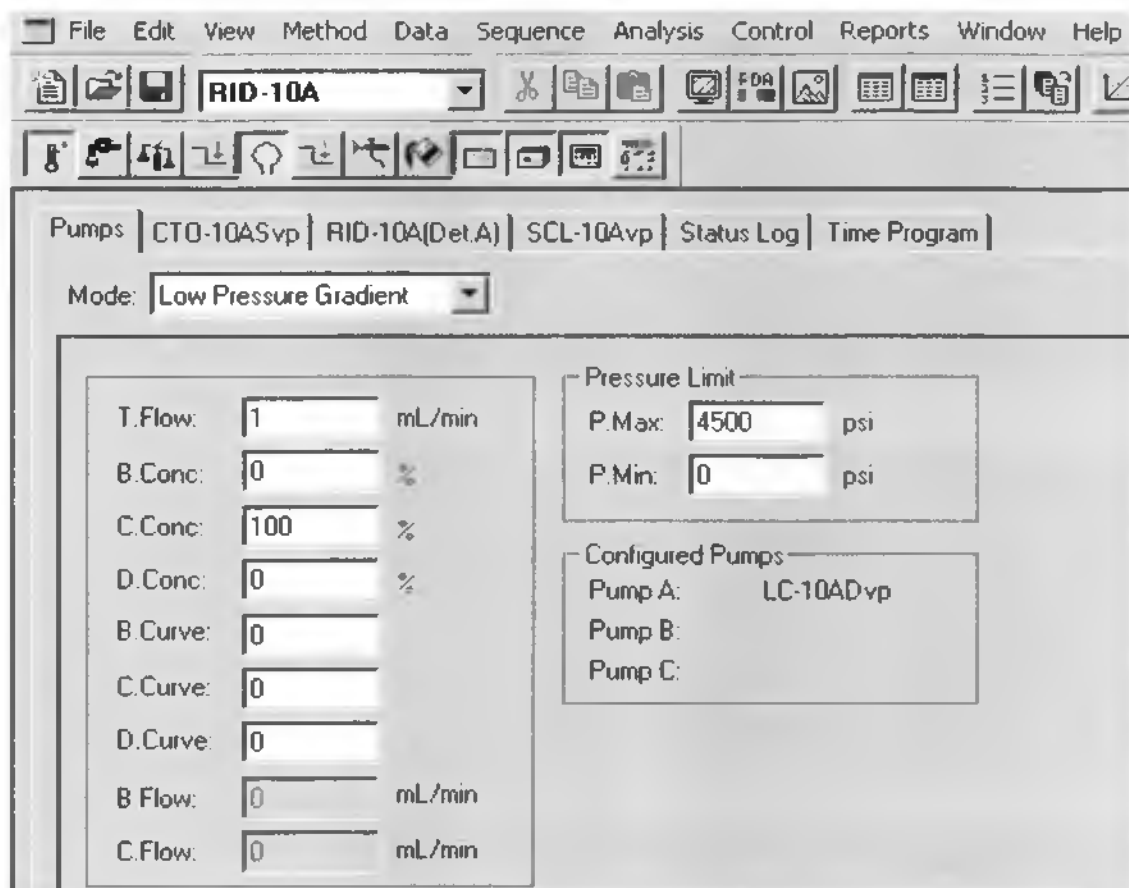 File Edit View Method Data Sequence Analysis Control Reports Window Help
RID-10A
Pumps CTO-10ASvp RID-10A(Det.A) SCL-10Avp Status Log Time Program
Mode: Low Pressure Gradient
T.Flow: 1 mL/min
B.Conc: 0 %
C.Conc: 100 %
D.Conc: 0 %
B.Curve: 0
C.Curve: 0
D.Curve: 0
B Flow: 0 mL/min
C.Flow: 0 mL/min
Pressure Limit
P.Max: 4500 psi
P.Min: 0 psi
Configured Pumps
Pump A: LC-10ADvp
Pump B:
Pump C: